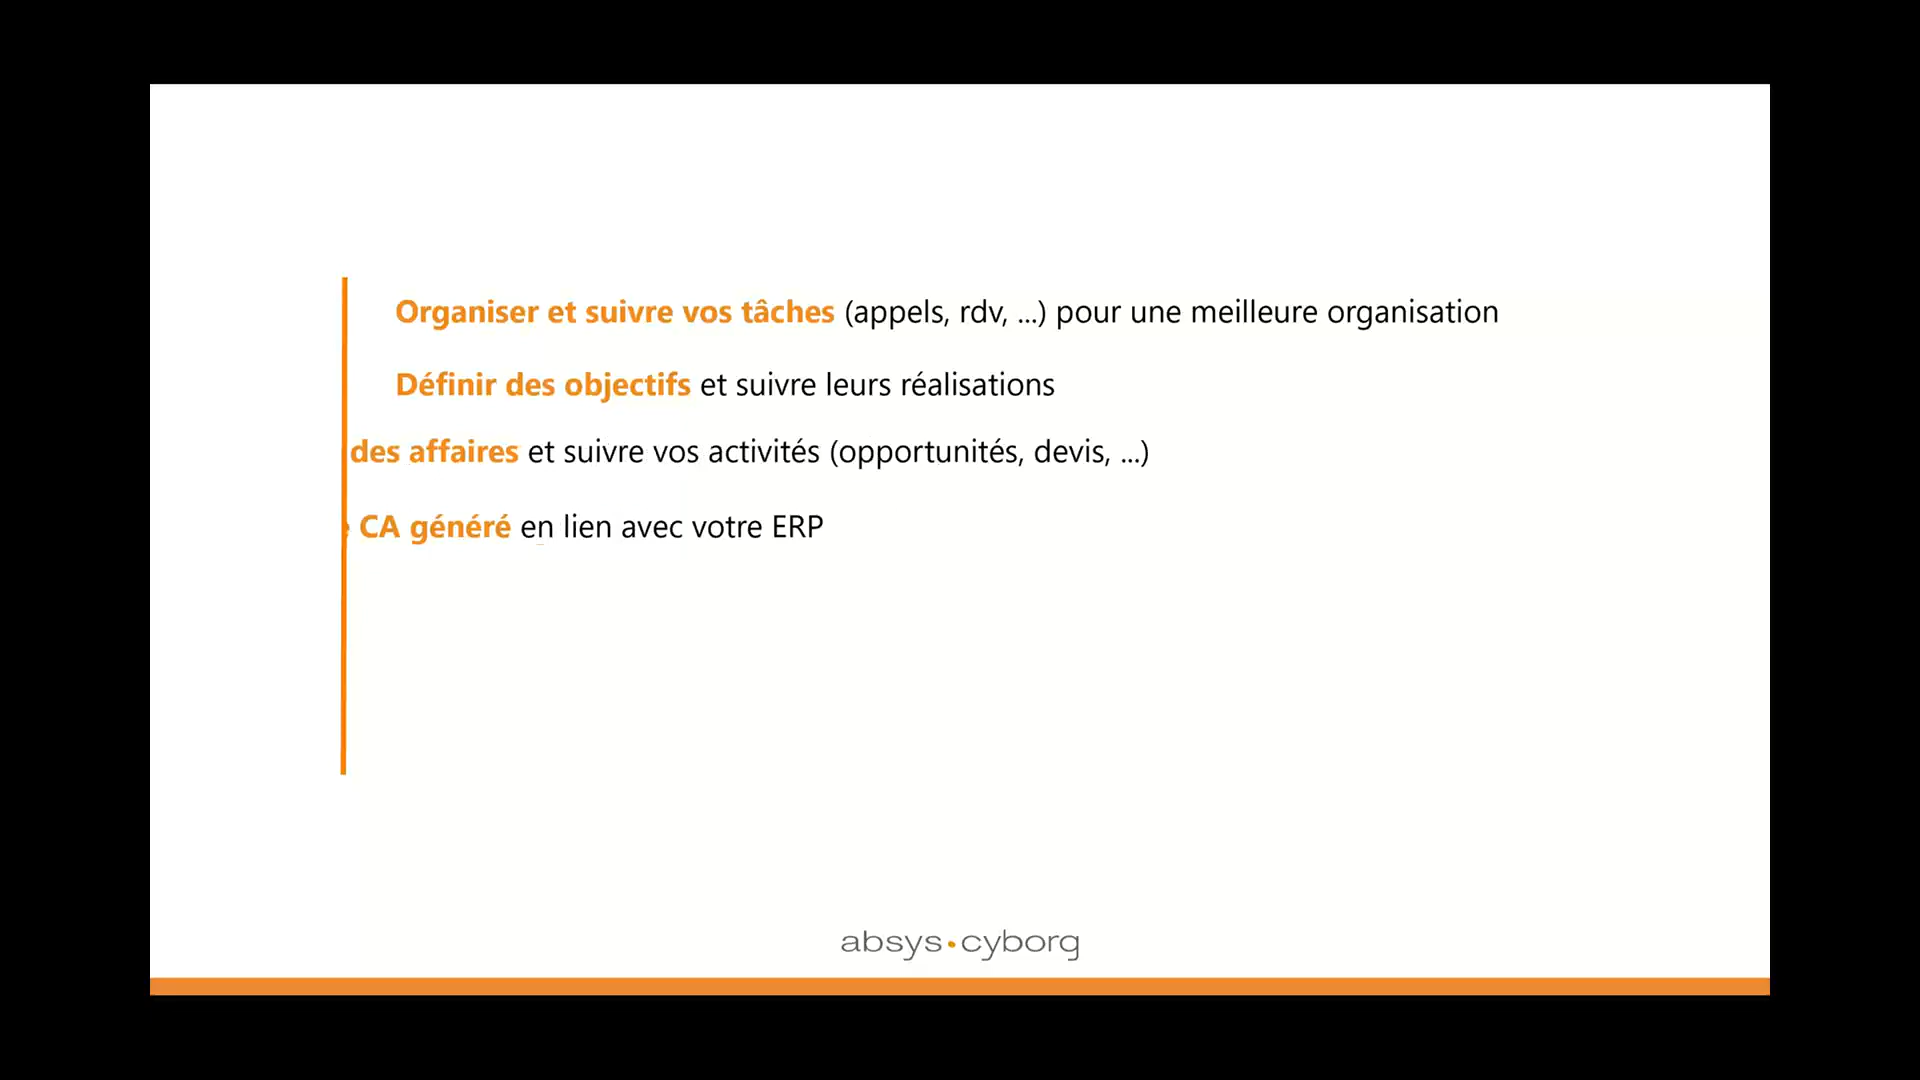 Organiser et suivre vos tâches (appels, rdv, ...) pour une meilleure organisation
Définir des objectifs et suivre leurs réalisations
des affaires et suivre vos activités (opportunités, devis, ...)
CA généré en lien avec votre ERP
absys•cyborg